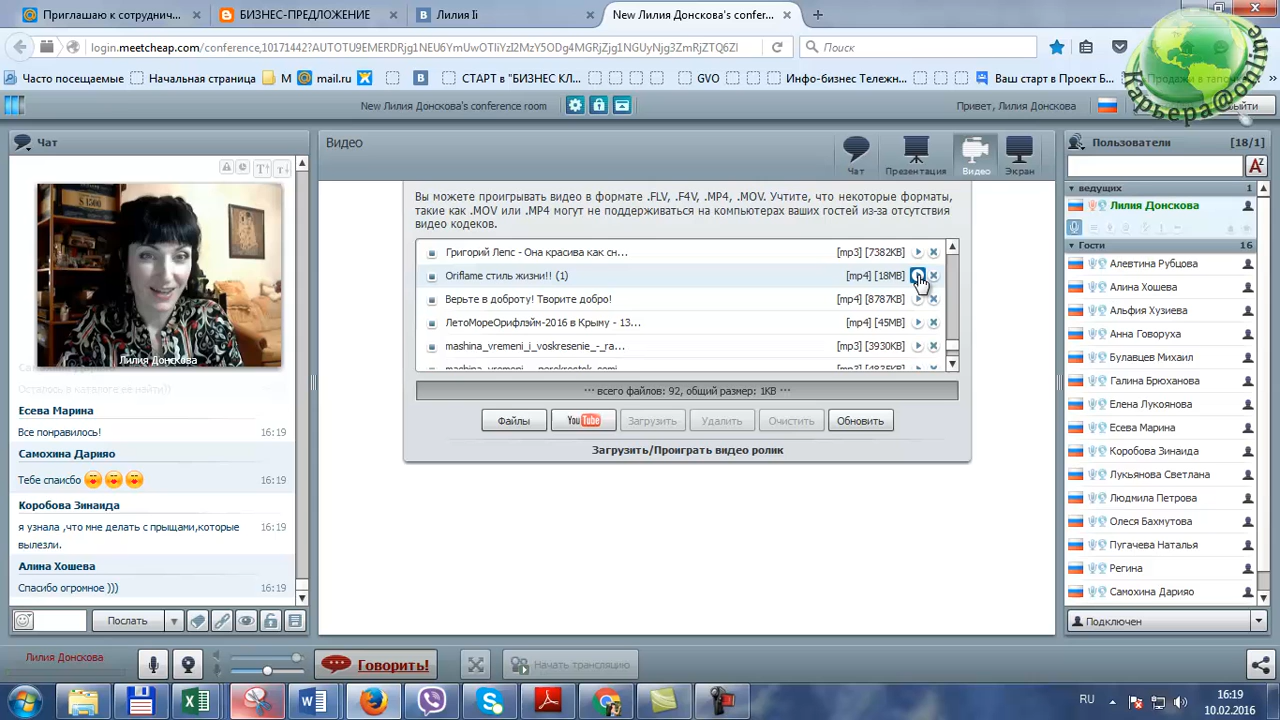 Приглашаю к сотруднич...
БИЗНЕС-ПРЕДЛОЖЕНИЕ
Лилия Ii
New Лилия Донскова's confer...
login.meetcheap.com/conference,10171442?AUTOTUEMERDRjg1NEU6YmUwOTIiYzI2MzY5ODg4MGRjZjg1NGUyNjg3ZmRjZTQ6ZI
Поиск
Часто посещаемые
Начальная страница
M
mail.ru
СТАРТ в "БИЗНЕС КЛ...
GVO
Инфо-бизнес Тележн...
Ваш старт в Проект Б...
Продажи в тапочк...
Карьера@online
New Лилия Донскова's conference room
Привет, Лилия Донскова
Выйти
Чат
Лилия Донскова
Осталось в каталоге ее найти))
Есева Марина
Все понравилось!
16:19
Самохина Дарияо
Тебе спаисбо
16:19
Коробова Зинаида
я узнала ,что мне делать с прыщами,которые
16:19
вылезли.
Алина Хошева
Спасибо огромное )))
16:19
Послать
Видео
Чат
Презентация
Видео
Экран
Вы можете проигрывать видео в формате .FLV, .F4V, .MP4, .MOV. Учтите, что некоторые форматы,
такие как .MOV или .MP4 могут не поддерживаться на компьютерах ваших гостей из-за отсутствия
видео кодеков.
Григорий Лепс - Она красива как сн... [mp3] [7382KB]
Oriflame стиль жизни!! (1) [mp4] [18MB]
Верьте в доброту! Творите добро! [mp4] [8787KB]
ЛетоМореОрифлэйм-2016 в Крыму - 13... [mp4] [45MB]
mashina_vremeni_i_voskresenie_-_ra... [mp3] [3930KB]
··· всего файлов: 92, общий размер: 1KB ···
Файлы
YouTube
Загрузить
Удалить
Очистить
Обновить
Загрузить/Проиграть видео ролик
Пользователи
[18/1]
ведущих 1
Лилия Донскова
Гости 16
Алевтина Рубцова
Алина Хошева
Альфия Хузиева
Анна Говоруха
Булавцев Михаил
Галина Брюханова
Елена Лукоянова
Есева Марина
Коробова Зинаида
Лукьянова Светлана
Людмила Петрова
Олеся Бахмутова
Пугачева Наталья
Регина
Самохина Дарияо
Подключен
Лилия Донскова
Говорить!
Начать трансляцию
RU
16:19
10.02.2016